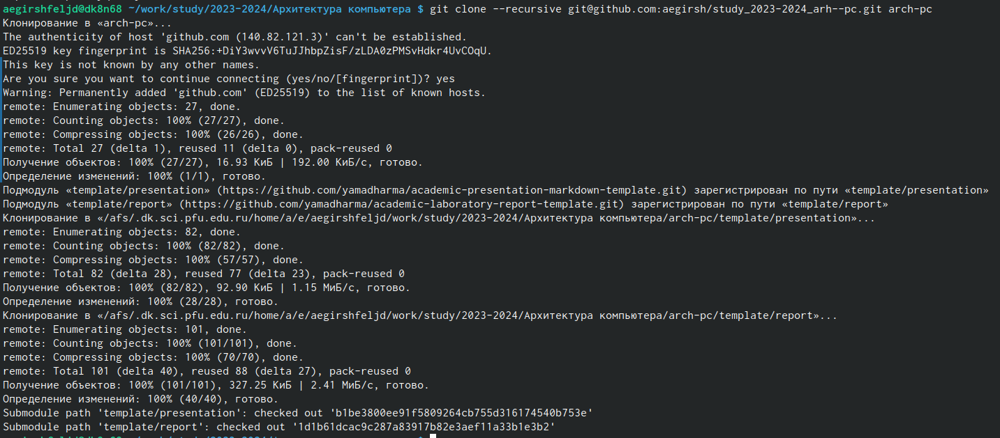 aegirshfeljd@dk8n68 ~/work/study/2023-2024/Архитектура компьютера $ git clone --recursive git@github.com:aegirsh/study_2023-2024_arh--pc.git arch-pc
Клонирование в «arch-pc»...
The authenticity of host 'github.com (140.82.121.3)' can't be established.
ED25519 key fingerprint is SHA256:+DiY3wvvV6TuJJhbpZisF/zLDA0zPMSvHdkr4UvCOqU.
This key is not known by any other names.
Are you sure you want to continue connecting (yes/no/[fingerprint])? yes
Warning: Permanently added 'github.com' (ED25519) to the list of known hosts.
remote: Enumerating objects: 27, done.
remote: Counting objects: 100% (27/27), done.
remote: Compressing objects: 100% (26/26), done.
remote: Total 27 (delta 1), reused 11 (delta 0), pack-reused 0
Получение объектов: 100% (27/27), 16.93 КиБ | 192.00 КиБ/с, готово.
Определение изменений: 100% (1/1), готово.
Подмодуль «template/presentation» (https://github.com/yamadharma/academic-presentation-markdown-template.git) зарегистрирован по пути «template/presentation»
Подмодуль «template/report» (https://github.com/yamadharma/academic-laboratory-report-template.git) зарегистрирован по пути «template/report»
Клонирование в «/afs/.dk.sci.pfu.edu.ru/home/a/e/aegirshfeljd/work/study/2023-2024/Архитектура компьютера/arch-pc/template/presentation»...
remote: Enumerating objects: 82, done.
remote: Counting objects: 100% (82/82), done.
remote: Compressing objects: 100% (57/57), done.
remote: Total 82 (delta 28), reused 77 (delta 23), pack-reused 0
Получение объектов: 100% (82/82), 92.90 КиБ | 1.15 МиБ/с, готово.
Определение изменений: 100% (28/28), готово.
Клонирование в «/afs/.dk.sci.pfu.edu.ru/home/a/e/aegirshfeljd/work/study/2023-2024/Архитектура компьютера/arch-pc/template/report»...
remote: Enumerating objects: 101, done.
remote: Counting objects: 100% (101/101), done.
remote: Compressing objects: 100% (70/70), done.
remote: Total 101 (delta 40), reused 88 (delta 27), pack-reused 0
Получение объектов: 100% (101/101), 327.25 КиБ | 2.41 МиБ/с, готово.
Определение изменений: 100% (40/40), готово.
Submodule path 'template/presentation': checked out 'b1be3800ee91f5809264cb755d316174540b753e'
Submodule path 'template/report': checked out '1d1b61dcac9c287a83917b82e3aef11a33b1e3b2'